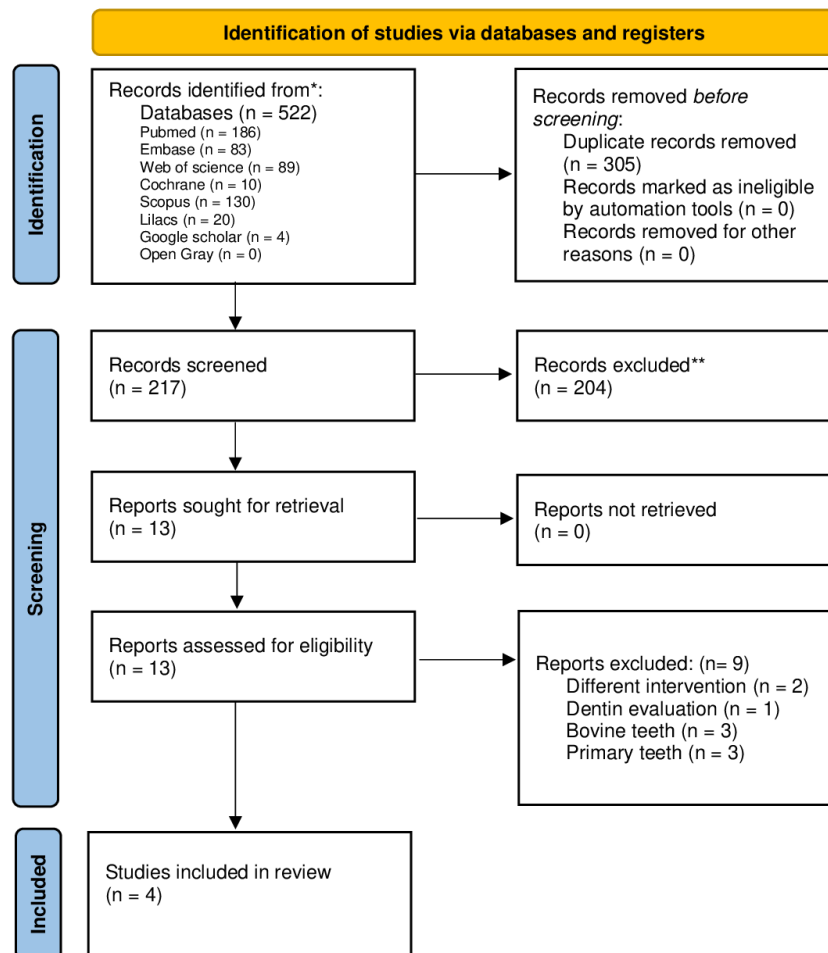 Identification of studies via databases and registers
Identification
Records identified from*:
Databases (n = 522)
Pubmed (n = 186)
Embase (n = 83)
Web of science (n = 89)
Cochrane (n = 10)
Scopus (n = 130)
Lilacs (n = 20)
Google scholar (n = 4)
Open Gray (n = 0)
Records removed before
screening:
Duplicate records removed
(n = 305)
Records marked as ineligible
by automation tools (n = 0)
Records removed for other
reasons (n = 0)
Screening
Records screened
(n = 217)
Records excluded**
(n = 204)
Reports sought for retrieval
(n = 13)
Reports not retrieved
(n = 0)
Reports assessed for eligibility
(n = 13)
Reports excluded: (n= 9)
Different intervention (n = 2)
Dentin evaluation (n = 1)
Bovine teeth (n = 3)
Primary teeth (n = 3)
Included
Studies included in review
(n = 4)